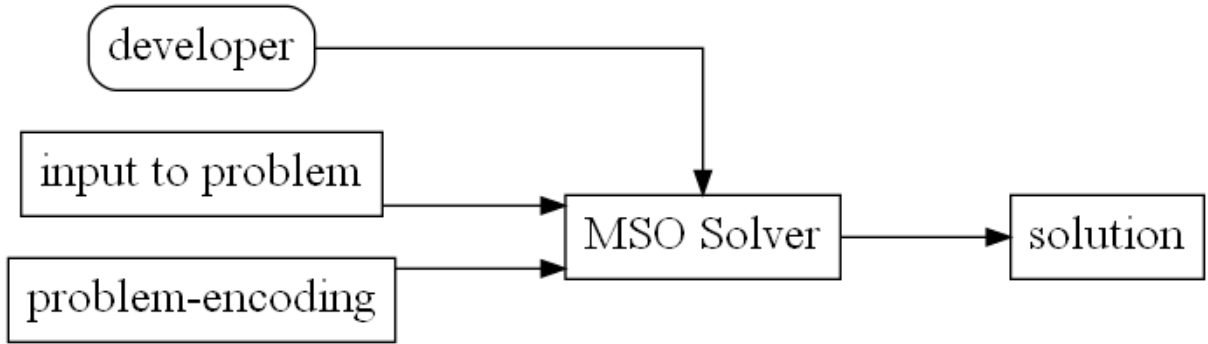 developer
input to problem
MSO Solver
solution
problem-encoding